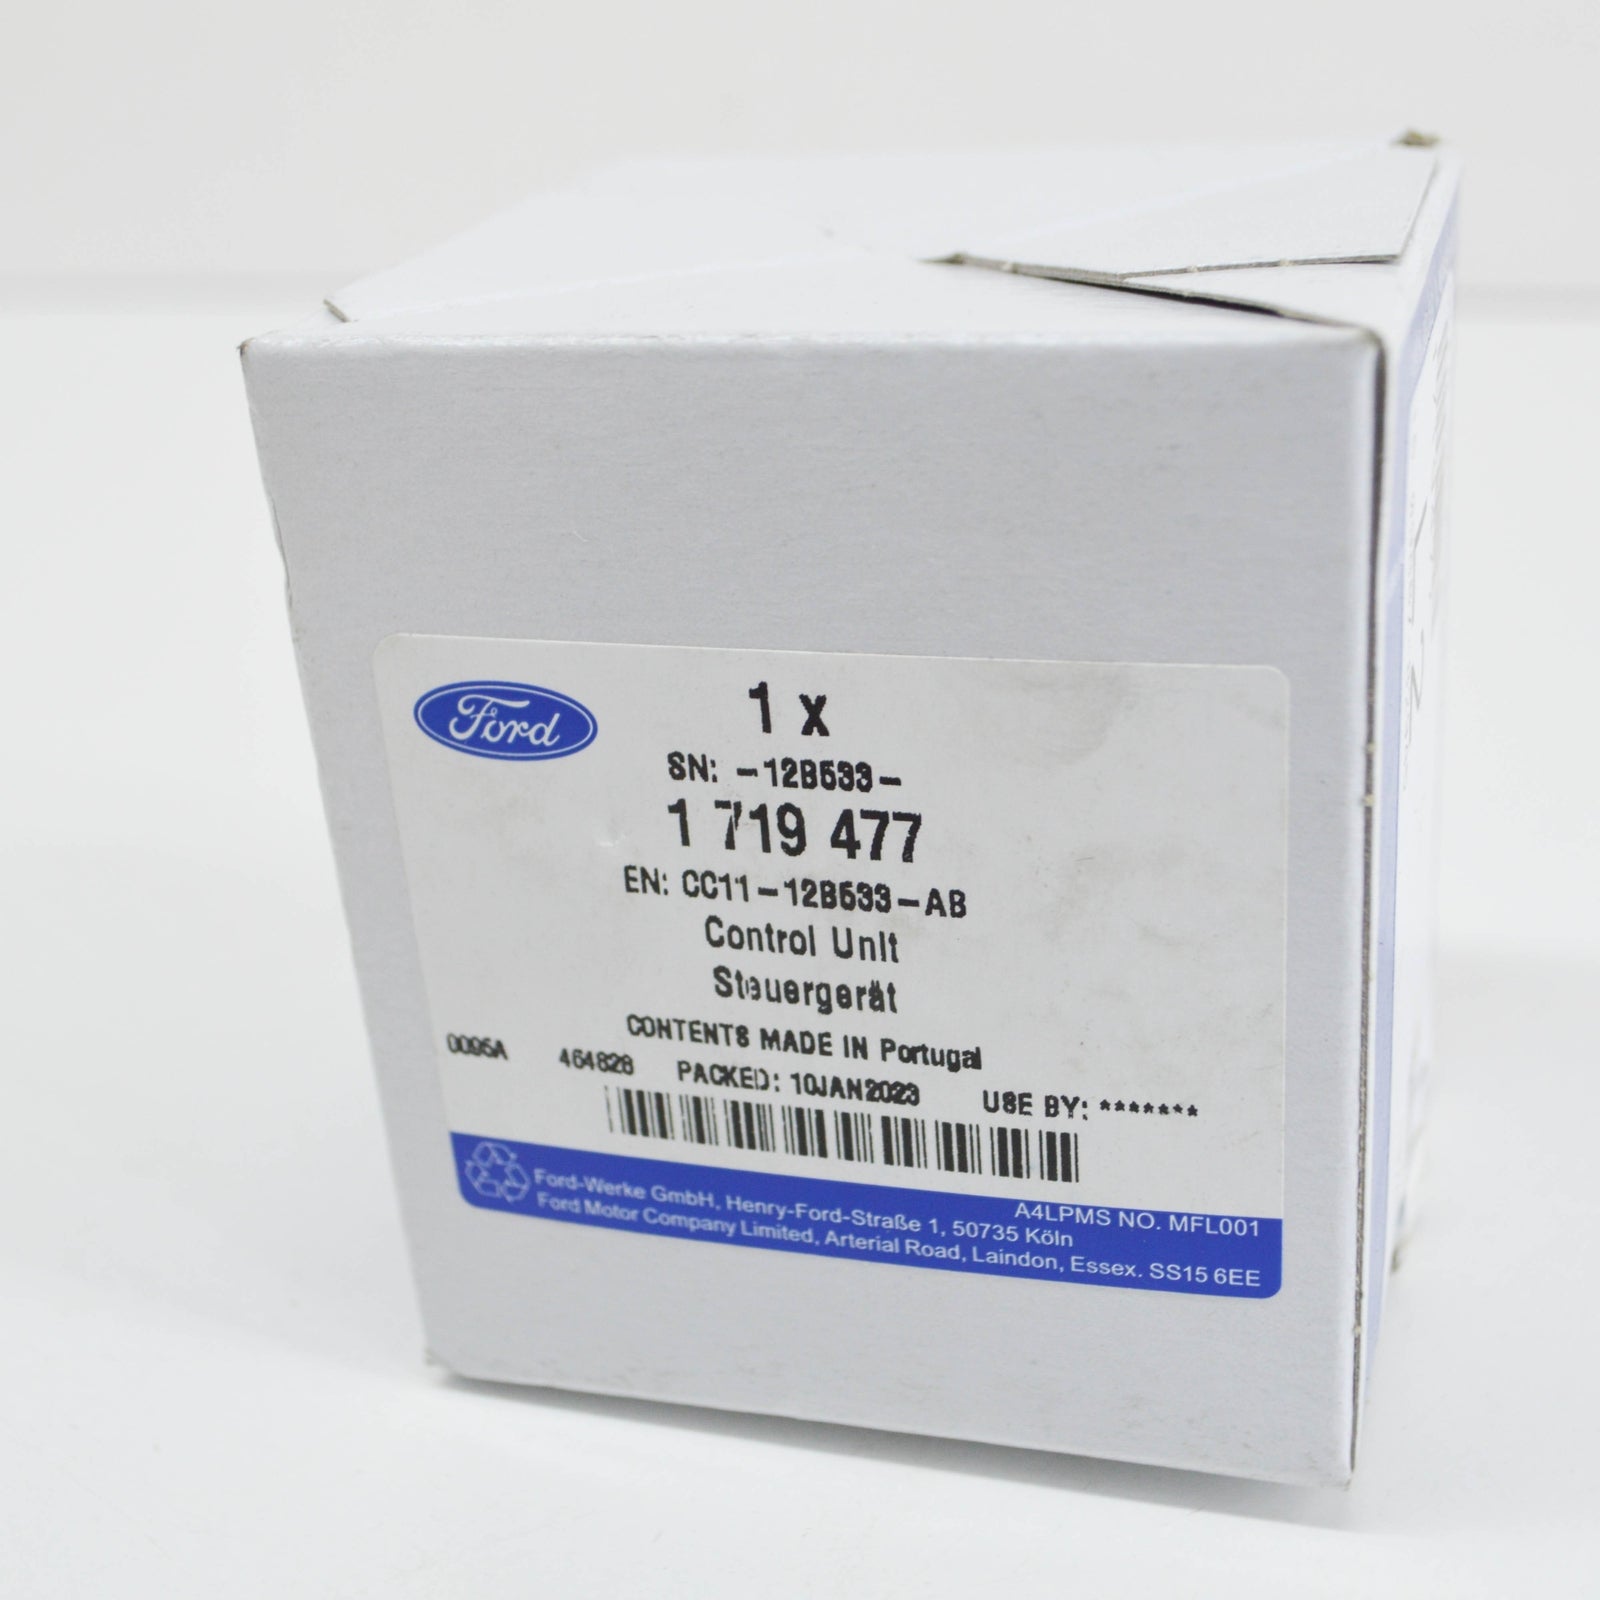 Ford
1 x
SN: -12B533-
1 719 477
EN: CC11-12B533-AB
Control Unit
Steuergerät
CONTENTS MADE IN Portugal
0095A 464828 PACKED: 10JAN2023 USE BY: *******
A4LPMS NO. MFL001
Ford-Werke GmbH, Henry-Ford-Straße 1, 50735 Köln
Ford Motor Company Limited, Arterial Road, Laindon, Essex. SS15 6EE